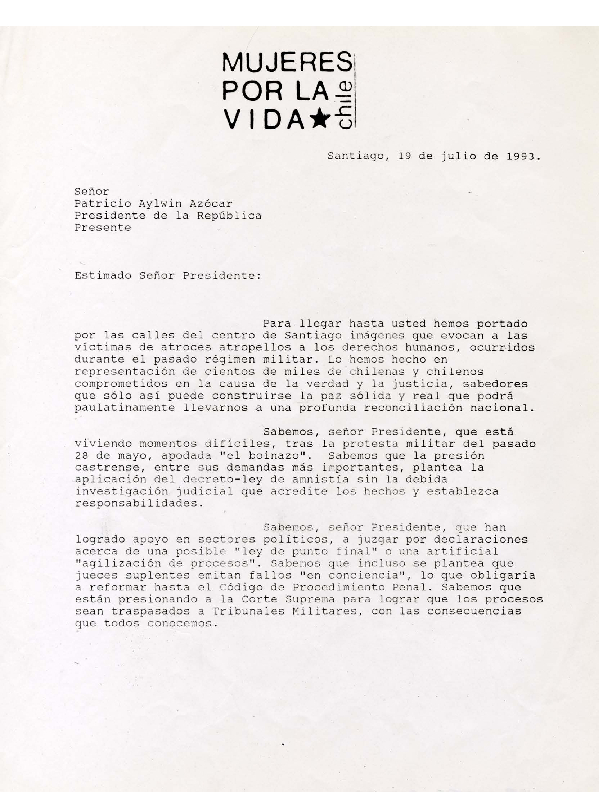 MUJERES
POR LA
VIDA★
chile
Santiago, 19 de julio de 1993.
Señor
Patricio Aylwin Azócar
Presidente de la República
Presente
Estimado Señor Presidente:
Para llegar hasta usted hemos portado
por las calles del centro de Santiago imágenes que evocan a las
víctimas de atroces atropellos a los derechos humanos, ocurridos
durante el pasado régimen militar. Lo hemos hecho en
representación de cientos de miles de chilenas y chilenos
comprometidos en la causa de la verdad y la justicia, sabedores
que sólo así puede construirse la paz sólida y real que podrá
paulatinamente llevarnos a una profunda reconciliación nacional.
Sabemos, señor Presidente, que está
viviendo momentos difíciles, tras la protesta militar del pasado
28 de mayo, apodada "el boinazo". Sabemos que la presión
castrense, entre sus demandas más importantes, plantea la
aplicación del decreto-ley de amnistía sin la debida
investigación judicial que acredite los hechos y establezca
responsabilidades.
Sabemos, señor Presidente, que han
logrado apoyo en sectores políticos, a juzgar por declaraciones
acerca de una posible "ley de punto final" o una artificial
"agilización de procesos". Sabemos que incluso se plantea que
jueces suplentes emitan fallos "en conciencia", lo que obligaría
a reformar hasta el Código de Procedimiento Penal. Sabemos que
están presionando a la Corte Suprema para lograr que los procesos
sean traspasados a Tribunales Militares, con las consecuencias
que todos conocemos.